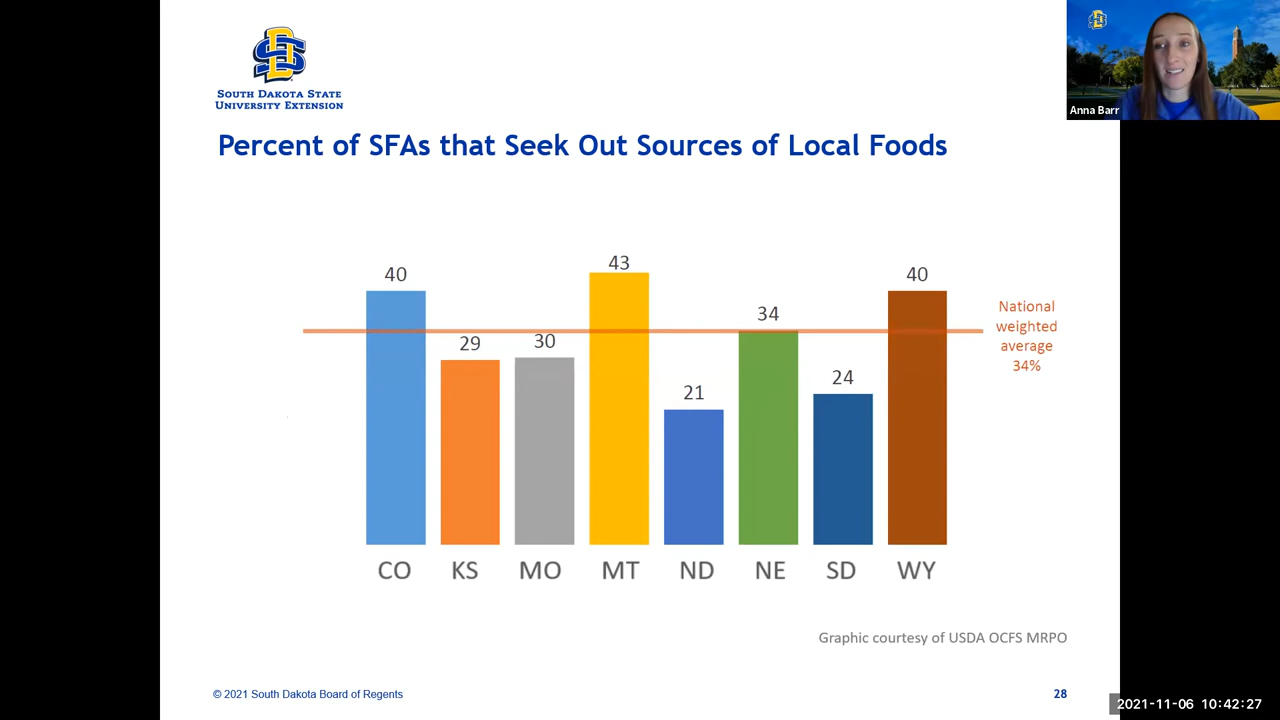 SOUTH DAKOTA STATE
UNIVERSITY EXTENSION
Anna Barr
Percent of SFAs that Seek Out Sources of Local Foods
40
29
30
43
21
34
24
40
National
weighted
average
34%
CO KS MO MT ND NE SD WY
Graphic courtesy of USDA OCFS MRPO
© 2021 South Dakota Board of Regents
28
2021-11-06 10:42:27